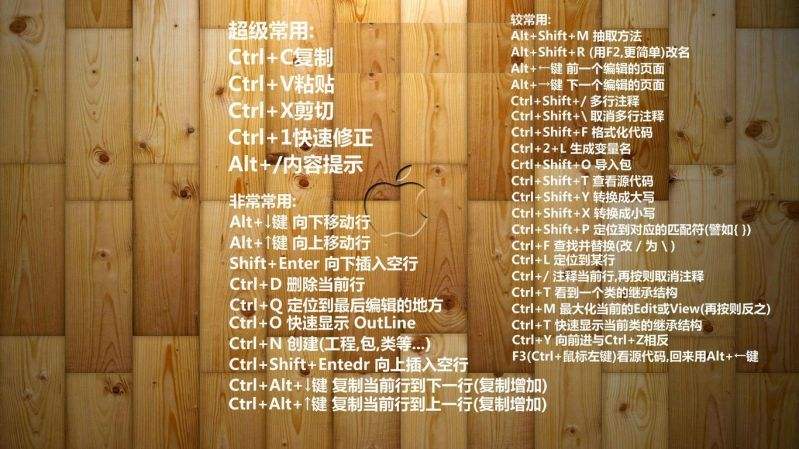 超级常用:
Ctrl+C复制
Ctrl+V粘贴
Ctrl+X剪切
Ctrl+1快速修正
Alt+/内容提示
非常常用:
Alt+↓键 向下移动行
Alt+↑键 向上移动行
Shift+Enter 向下插入空行
Ctrl+D 删除当前行
Ctrl+Q 定位到最后编辑的地方
Ctrl+O 快速显示 OutLine
Ctrl+N 创建(工程,包,类等...)
Ctrl+Shift+Entedr 向上插入空行
Ctrl+Alt+↓键 复制当前行到下一行(复制增加)
Ctrl+Alt+↑键 复制当前行到上一行(复制增加)
较常用:
Alt+Shift+M 抽取方法
Alt+Shift+R (用F2,更简单)改名
Alt+←键 前一个编辑的页面
Alt+→键 下一个编辑的页面
Ctrl+Shift+/ 多行注释
Ctrl+Shift+\ 取消多行注释
Ctrl+Shift+F 格式化代码
Ctrl+2+L 生成变量名
Crtl+Shift+O 导入包
Ctrl+Shift+T 查看源代码
Ctrl+Shift+Y 转换成大写
Ctrl+Shift+X 转换成小写
Ctrl+Shift+P 定位到对应的匹配符(譬如{ })
Ctrl+F 查找并替换(改 / 为 \ )
Ctrl+L 定位到某行
Ctrl+/ 注释当前行,再按则取消注释
Ctrl+T 看到一个类的继承结构
Ctrl+M 最大化当前的Edit或View(再按则反之)
Ctrl+T 快速显示当前类的继承结构
Ctrl+Y 向前进与Ctrl+Z相反
F3(Ctrl+鼠标左键)看源代码,回来用Alt+←键